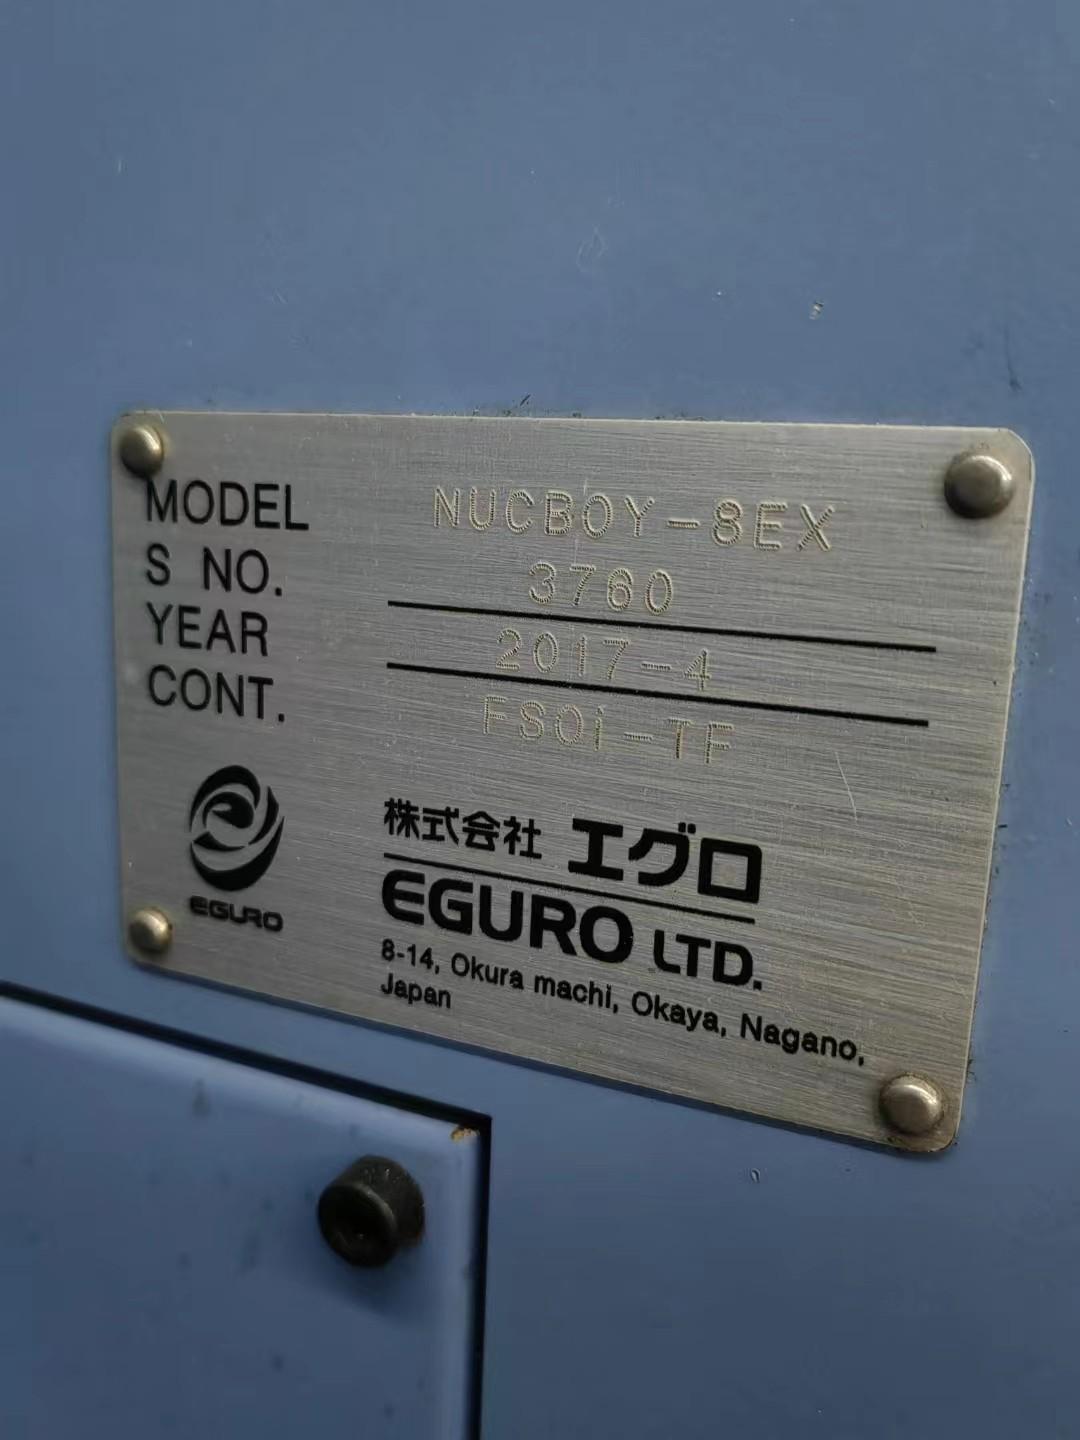 MODEL NUCBOY-8EX
S NO. 3760
YEAR 2017-4
CONT. FS0i-TF
EGURO
株式会社 エグロ
EGURO LTD.
8-14, Okura machi, Okaya, Nagano,
Japan